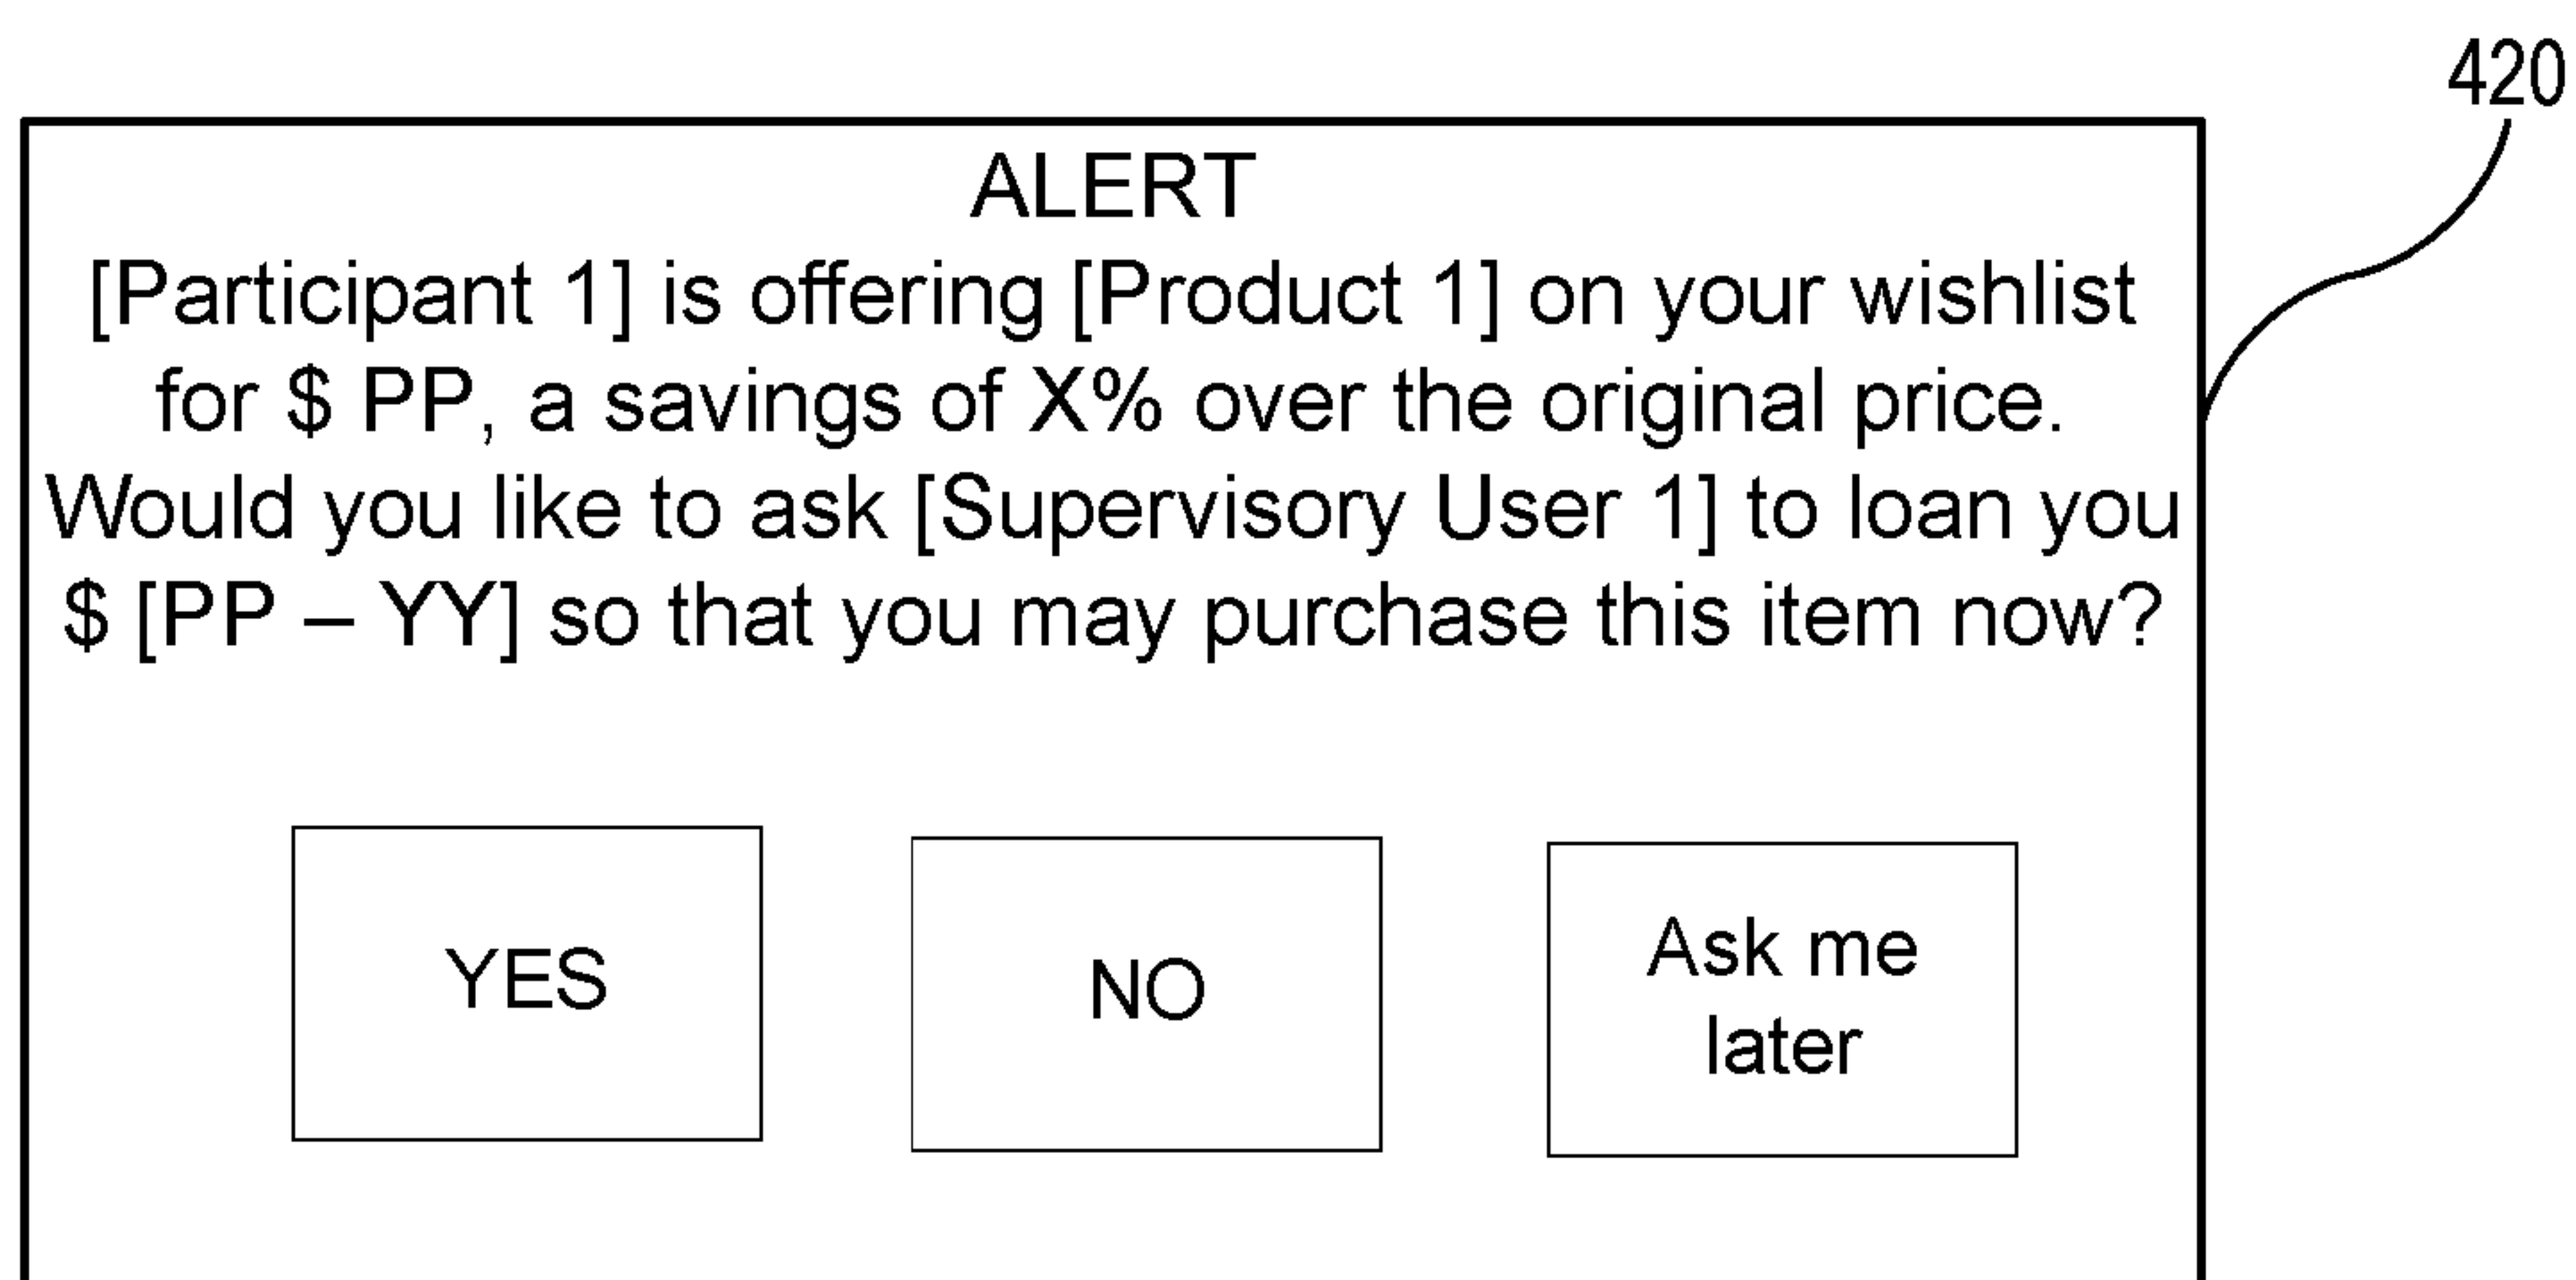 420
ALERT
[Participant 1] is offering [Product 1] on your wishlist
for $ PP, a savings of X% over the original price.
Would you like to ask [Supervisory User 1] to loan you
$ [PP – YY] so that you may purchase this item now?
YES
NO
Ask me
later